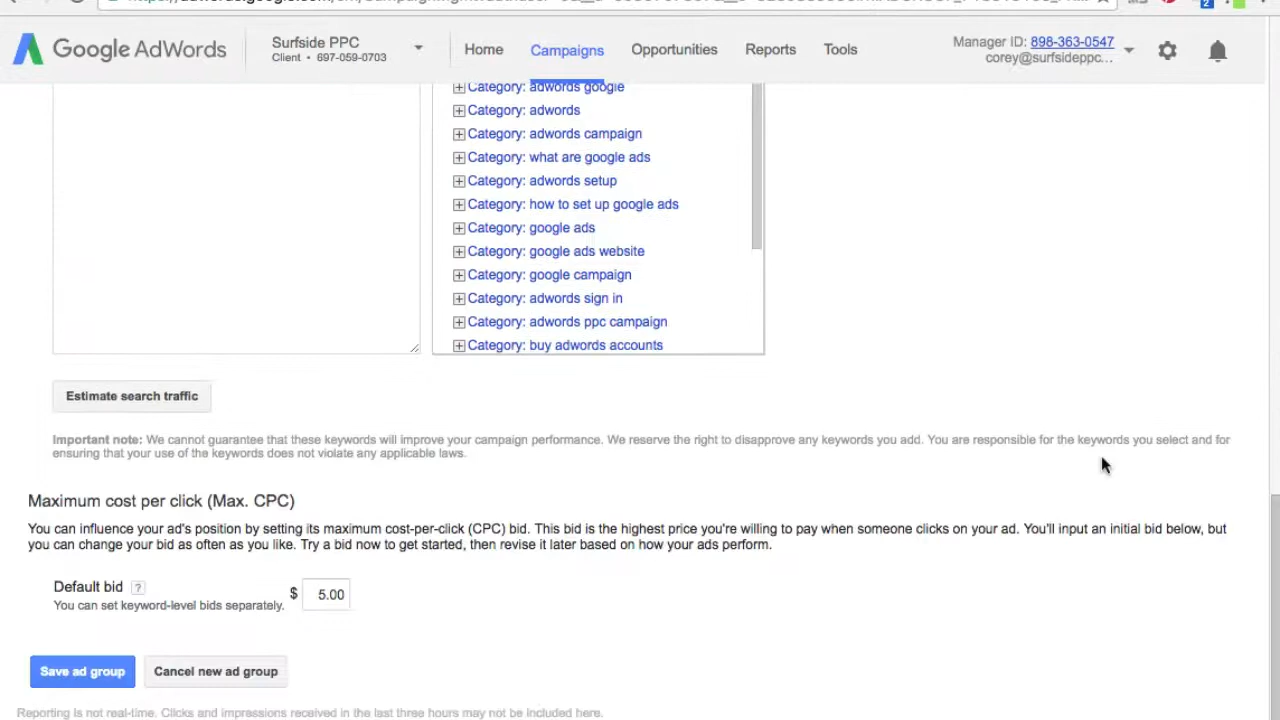 Google AdWords
Surfside PPC
Client • 697-059-0703
Home
Campaigns
Opportunities
Reports
Tools
Manager ID: 898-363-0547
corey@surfsideppc...
2
Category: adwords google
Category: adwords
Category: adwords campaign
Category: what are google ads
Category: adwords setup
Category: how to set up google ads
Category: google ads
Category: google ads website
Category: google campaign
Category: adwords sign in
Category: adwords ppc campaign
Category: buy adwords accounts
Estimate search traffic
Important note: We cannot guarantee that these keywords will improve your campaign performance. We reserve the right to disapprove any keywords you add. You are responsible for the keywords you select and for
ensuring that your use of the keywords does not violate any applicable laws.
Maximum cost per click (Max. CPC)
You can influence your ad's position by setting its maximum cost-per-click (CPC) bid. This bid is the highest price you're willing to pay when someone clicks on your ad. You'll input an initial bid below, but
you can change your bid as often as you like. Try a bid now to get started, then revise it later based on how your ads perform.
Default bid ?
$ 5.00
You can set keyword-level bids separately.
Save ad group
Cancel new ad group
Reporting is not real-time. Clicks and impressions received in the last three hours may not be included here.